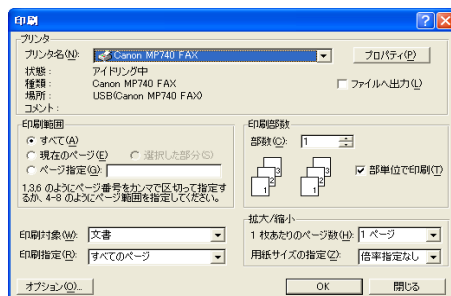 印刷
プリンタ
プリンタ名(N): Canon MP740 FAX プロパティ(P)
状態: アイドリング中
種類: Canon MP740 FAX ファイルへ出力(L)
場所: USB(Canon MP740 FAX)
コメント:
印刷範囲
すべて(A)
現在のページ(E) 選択した部分(S)
ページ指定(G):
1,3,6 のようにページ番号をカンマで区切って指定す
るか、4-8 のようにページ範囲を指定してください。
印刷部数
部数(C): 1
1 1
2 2
3 3
部単位で印刷(T)
印刷対象(W): 文書
印刷指定(R): すべてのページ
拡大/縮小
1 枚あたりのページ数(H): 1 ページ
用紙サイズの指定(Z): 倍率指定なし
オプション(O)... OK 閉じる